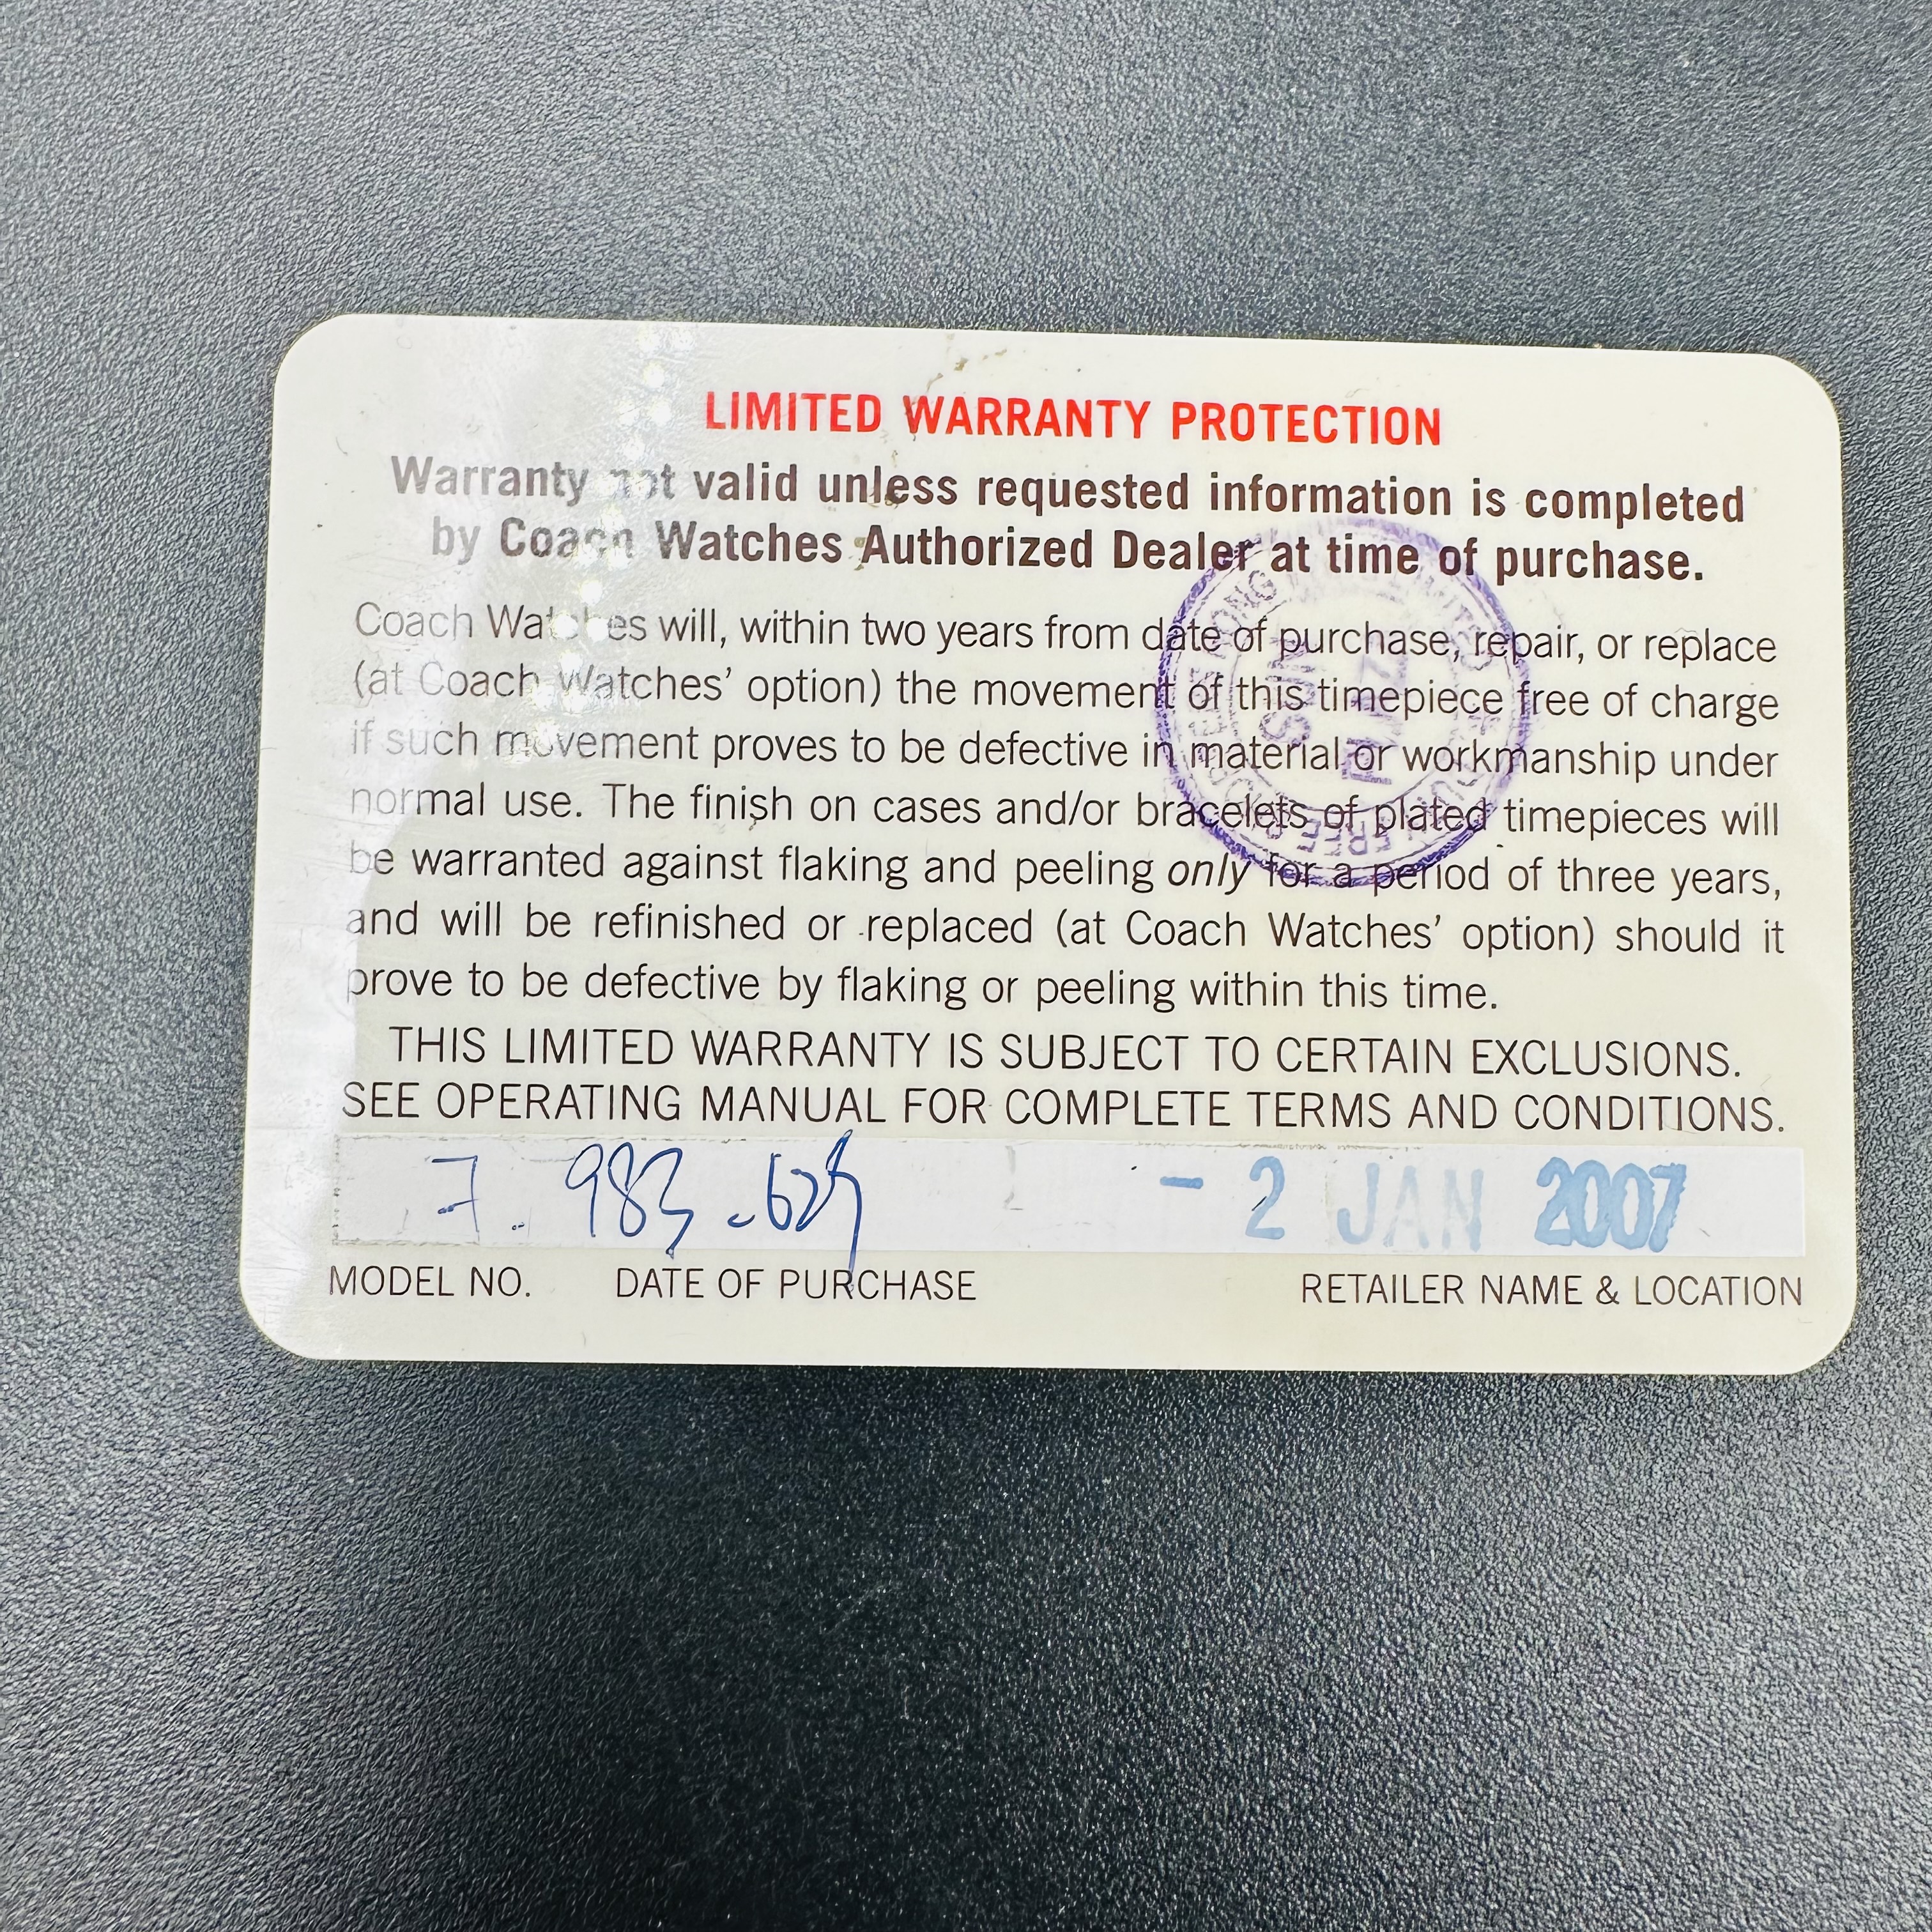 LIMITED WARRANTY PROTECTION
Warranty not valid unless requested information is completed
by Coach Watches Authorized Dealer at time of purchase.
Coach Watches will, within two years from date of purchase, repair, or replace
(at Coach Watches' option) the movement of this timepiece free of charge
if such movement proves to be defective in material or workmanship under
normal use. The finish on cases and/or bracelets of plated timepieces will
be warranted against flaking and peeling only for a period of three years,
and will be refinished or replaced (at Coach Watches' option) should it
prove to be defective by flaking or peeling within this time.
THIS LIMITED WARRANTY IS SUBJECT TO CERTAIN EXCLUSIONS.
SEE OPERATING MANUAL FOR COMPLETE TERMS AND CONDITIONS.
- 2 JAN 2007
MODEL NO. DATE OF PURCHASE RETAILER NAME & LOCATION